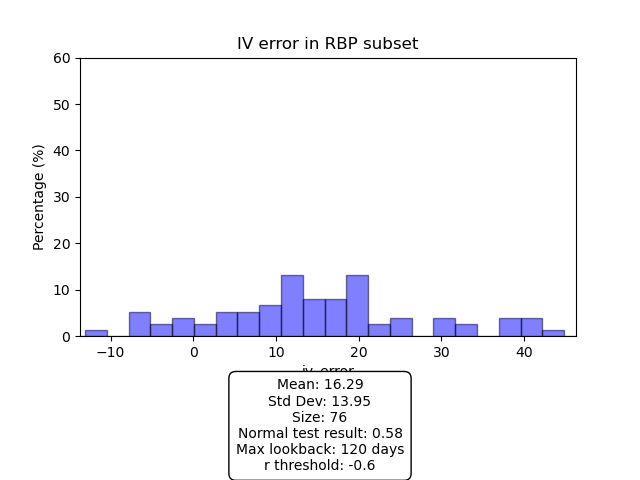 IV error in RBP subset
60
50
40
30
20
10
0
Percentage (%)
−10
0
10
20
30
40
iv_error
Mean: 16.29
Std Dev: 13.95
Size: 76
Normal test result: 0.58
Max lookback: 120 days
r threshold: -0.6